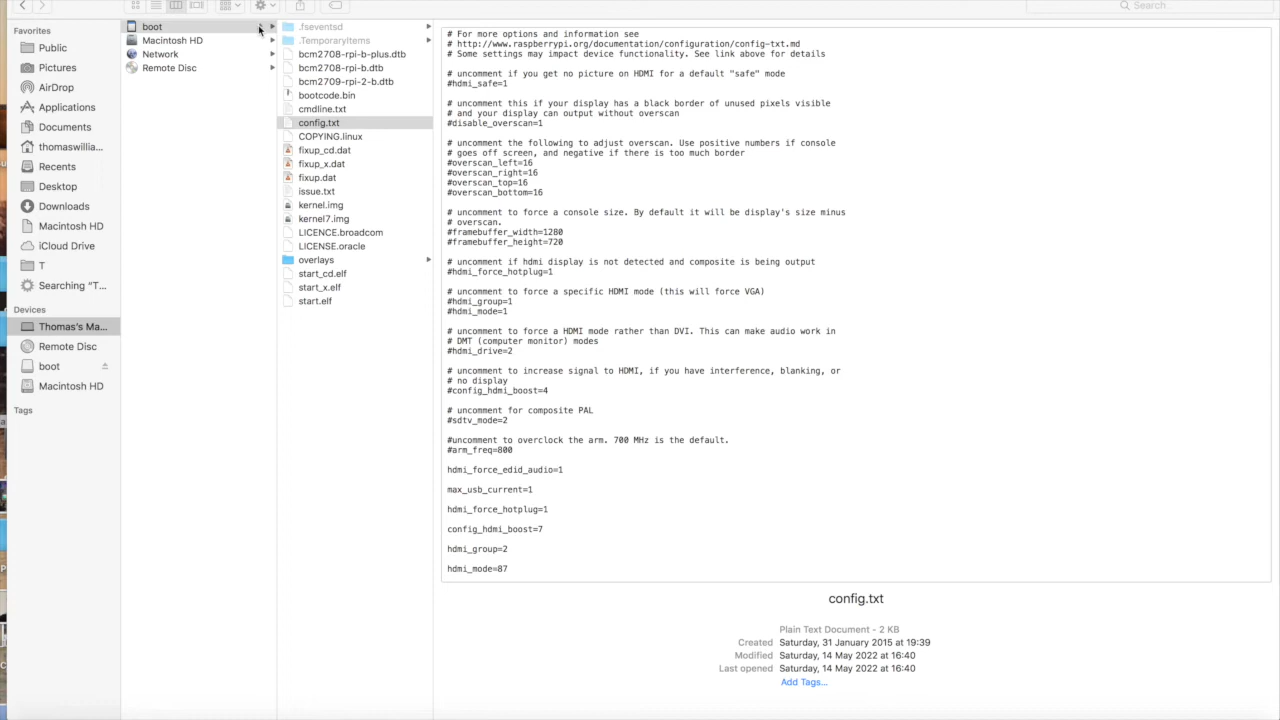 Search
Favorites
Public
Pictures
AirDrop
Applications
Documents
thomaswillia...
Recents
Desktop
Downloads
Macintosh HD
iCloud Drive
T
Searching “T...
Devices
Thomas's Ma...
Remote Disc
boot
Macintosh HD
Tags
boot
Macintosh HD
Network
Remote Disc
.fseventsd
.TemporaryItems
bcm2708-rpi-b-plus.dtb
bcm2708-rpi-b.dtb
bcm2709-rpi-2-b.dtb
bootcode.bin
cmdline.txt
config.txt
COPYING.linux
fixup_cd.dat
fixup_x.dat
fixup.dat
issue.txt
kernel.img
kernel7.img
LICENCE.broadcom
LICENSE.oracle
overlays
start_cd.elf
start_x.elf
start.elf
# For more options and information see
# http://www.raspberrypi.org/documentation/configuration/config-txt.md
# Some settings may impact device functionality. See link above for details
# uncomment if you get no picture on HDMI for a default "safe" mode
#hdmi_safe=1
# uncomment this if your display has a black border of unused pixels visible
# and your display can output without overscan
#disable_overscan=1
# uncomment the following to adjust overscan. Use positive numbers if console
# goes off screen, and negative if there is too much border
#overscan_left=16
#overscan_right=16
#overscan_top=16
#overscan_bottom=16
# uncomment to force a console size. By default it will be display's size minus
# overscan.
#framebuffer_width=1280
#framebuffer_height=720
# uncomment if hdmi display is not detected and composite is being output
#hdmi_force_hotplug=1
# uncomment to force a specific HDMI mode (this will force VGA)
#hdmi_group=1
#hdmi_mode=1
# uncomment to force a HDMI mode rather than DVI. This can make audio work in
# DMT (computer monitor) modes
#hdmi_drive=2
# uncomment to increase signal to HDMI, if you have interference, blanking, or
# no display
#config_hdmi_boost=4
# uncomment for composite PAL
#sdtv_mode=2
#uncomment to overclock the arm. 700 MHz is the default.
#arm_freq=800
hdmi_force_edid_audio=1
max_usb_current=1
hdmi_force_hotplug=1
config_hdmi_boost=7
hdmi_group=2
hdmi_mode=87
config.txt
Plain Text Document - 2 KB
Created Saturday, 31 January 2015 at 19:39
Modified Saturday, 14 May 2022 at 16:40
Last opened Saturday, 14 May 2022 at 16:40
Add Tags...